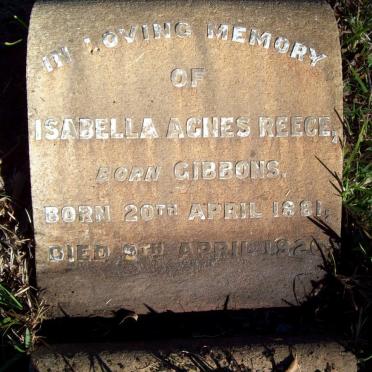 IN LOVING MEMORY
OF
ISABELLA AGNES REECE,
BORN GIBBONS.
BORN 20TH APRIL 1881,
DIED 9TH APRIL